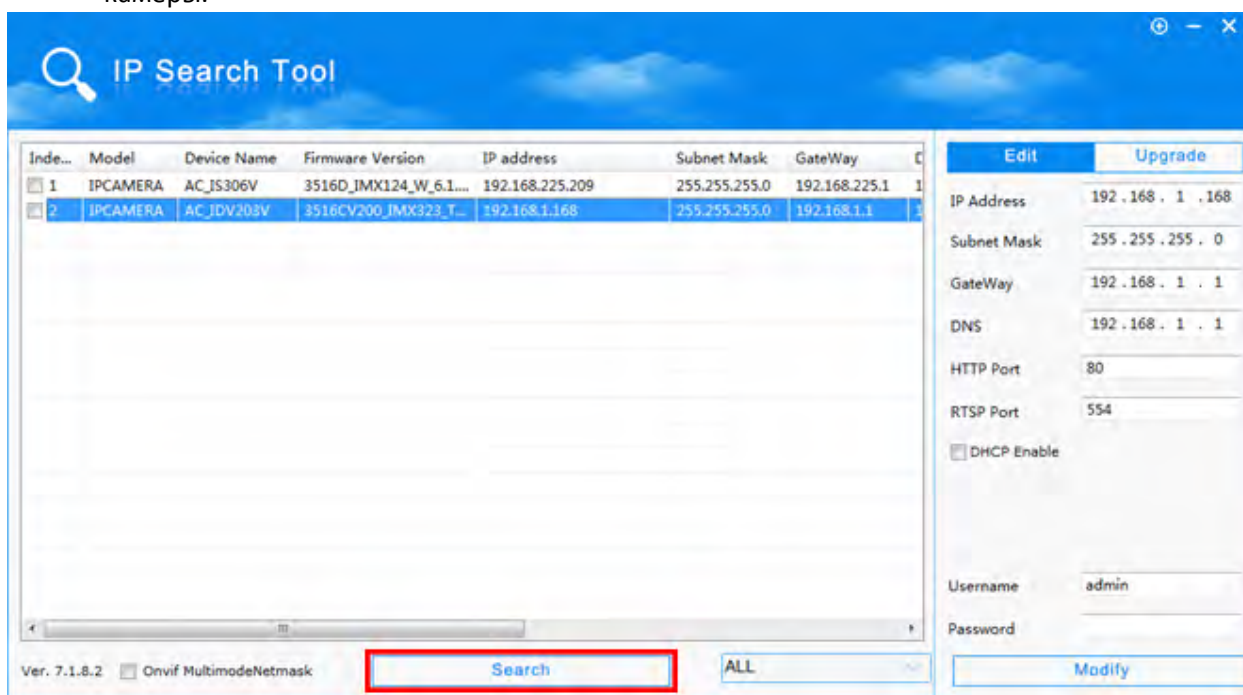 IP Search Tool
Inde... Model Device Name Firmware Version IP address Subnet Mask GateWay
1 IPCAMERA AC_IS306V 3516D_IMX124_W_6.1.... 192.168.225.209 255.255.255.0 192.168.225.1 1
2 IPCAMERA AC_IDV203V 3516CV200_IMX323_T... 192.168.1.168 255.255.255.0 192.168.1.1 1
Edit Upgrade
IP Address 192 . 168 . 1 . 168
Subnet Mask 255 . 255 . 255 . 0
GateWay 192 . 168 . 1 . 1
DNS 192 . 168 . 1 . 1
HTTP Port 80
RTSP Port 554
DHCP Enable
Username admin
Password
Ver. 7.1.8.2 Onvif MultimodeNetmask Search ALL Modify